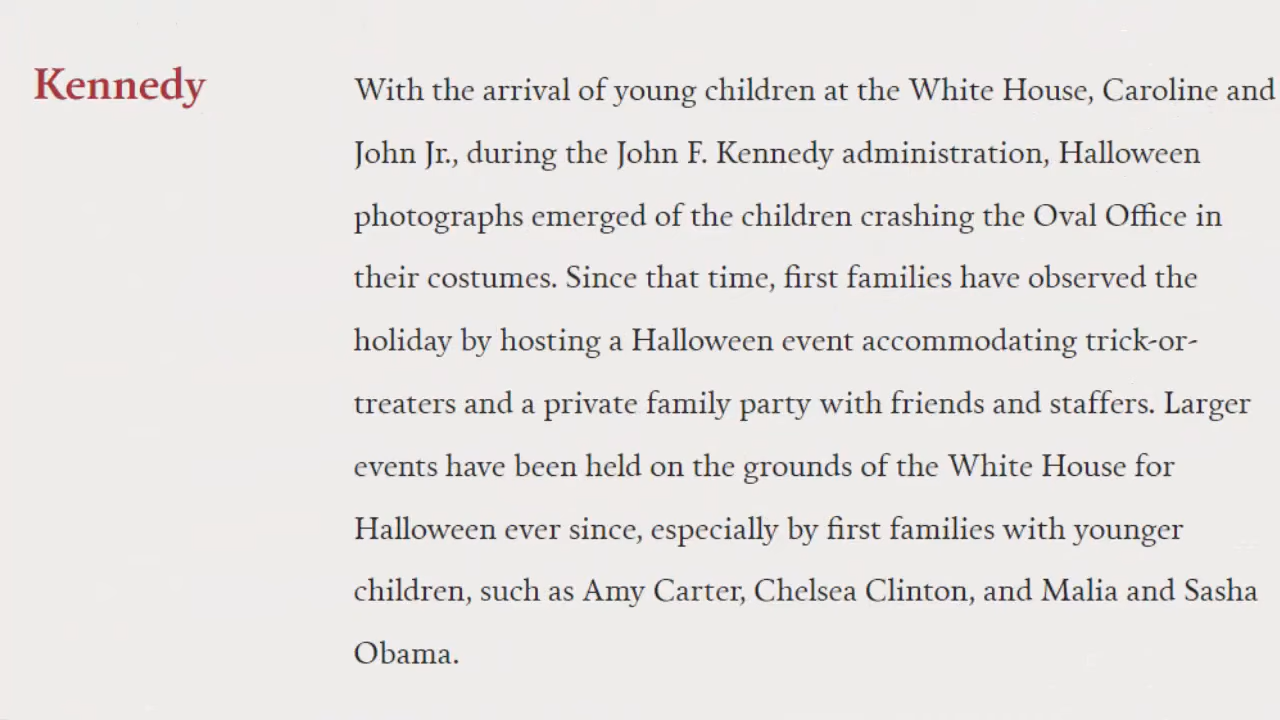 Kennedy
With the arrival of young children at the White House, Caroline and
John Jr., during the John F. Kennedy administration, Halloween
photographs emerged of the children crashing the Oval Office in
their costumes. Since that time, first families have observed the
holiday by hosting a Halloween event accommodating trick-or-
treaters and a private family party with friends and staffers. Larger
events have been held on the grounds of the White House for
Halloween ever since, especially by first families with younger
children, such as Amy Carter, Chelsea Clinton, and Malia and Sasha
Obama.